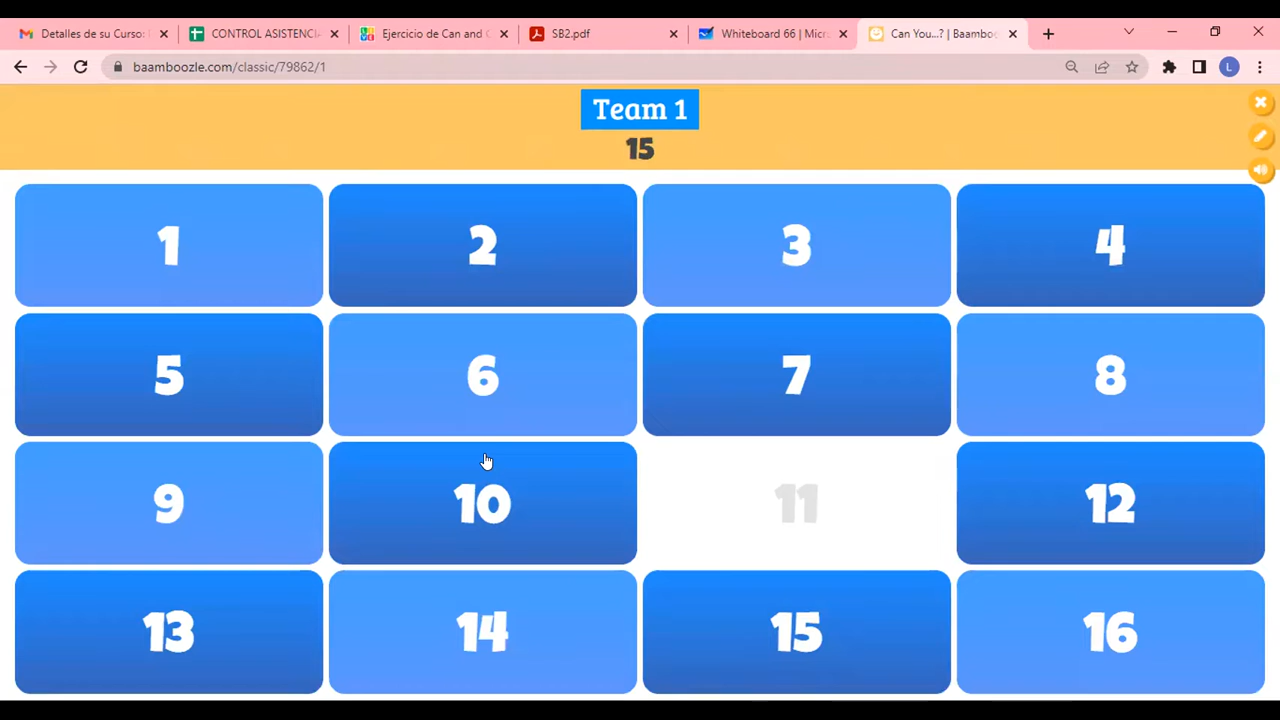 Detalles de su Curso:
CONTROL ASISTENCI
Ejercicio de Can and
SB2.pdf
Whiteboard 66 | Micr
Can You...? | Baambo
baamboozle.com/classic/79862/1
L
Team 1
15
1 2 3 4
5 6 7 8
9 10 11 12
13 14 15 16